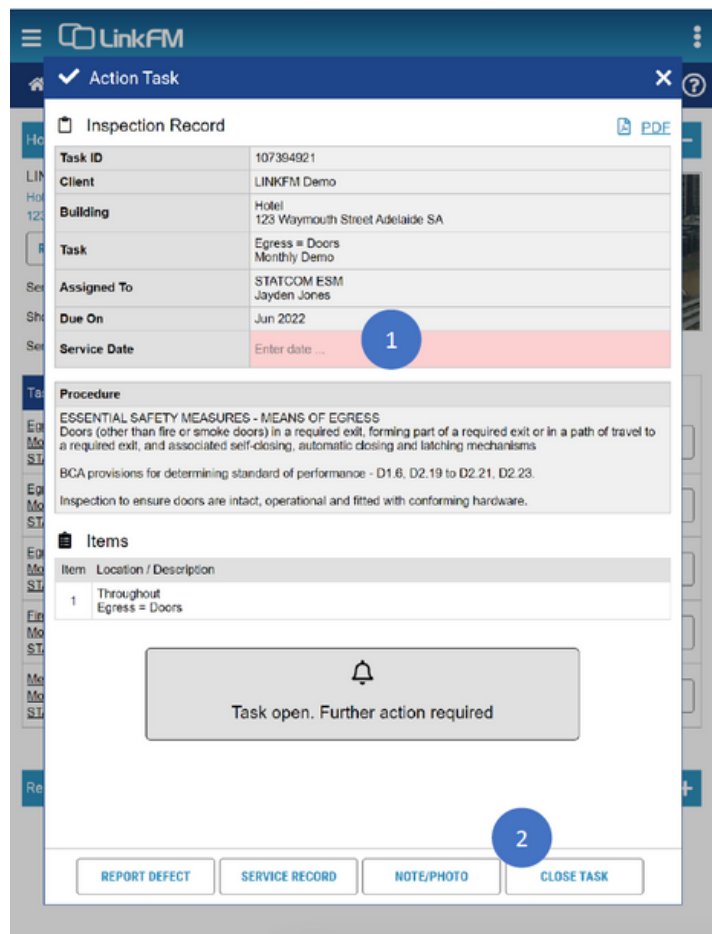 LinkFM
Action Task
Inspection Record
PDF
Task ID 107394921
Client LINKFM Demo
Building Hotel
123 Waymouth Street Adelaide SA
Task Egress = Doors
Monthly Demo
Assigned To STATCOM ESM
Jayden Jones
Due On Jun 2022
Service Date Enter date ...
1
Procedure
ESSENTIAL SAFETY MEASURES - MEANS OF EGRESS
Doors (other than fire or smoke doors) in a required exit, forming part of a required exit or in a path of travel to
a required exit, and associated self-closing, automatic closing and latching mechanisms
BCA provisions for determining standard of performance - D1.6, D2.19 to D2.21, D2.23.
Inspection to ensure doors are intact, operational and fitted with conforming hardware.
Items
Item Location / Description
1 Throughout
Egress = Doors
Task open. Further action required
2
REPORT DEFECT SERVICE RECORD NOTE/PHOTO CLOSE TASK